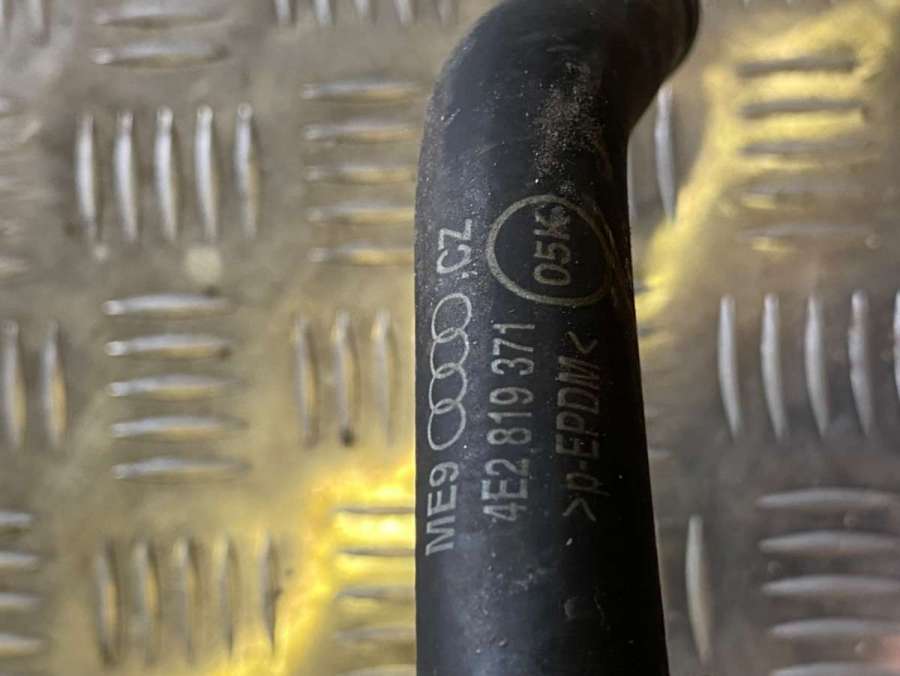 ME9 .CZ
4E2 819 371
>p-EPDM<
05K